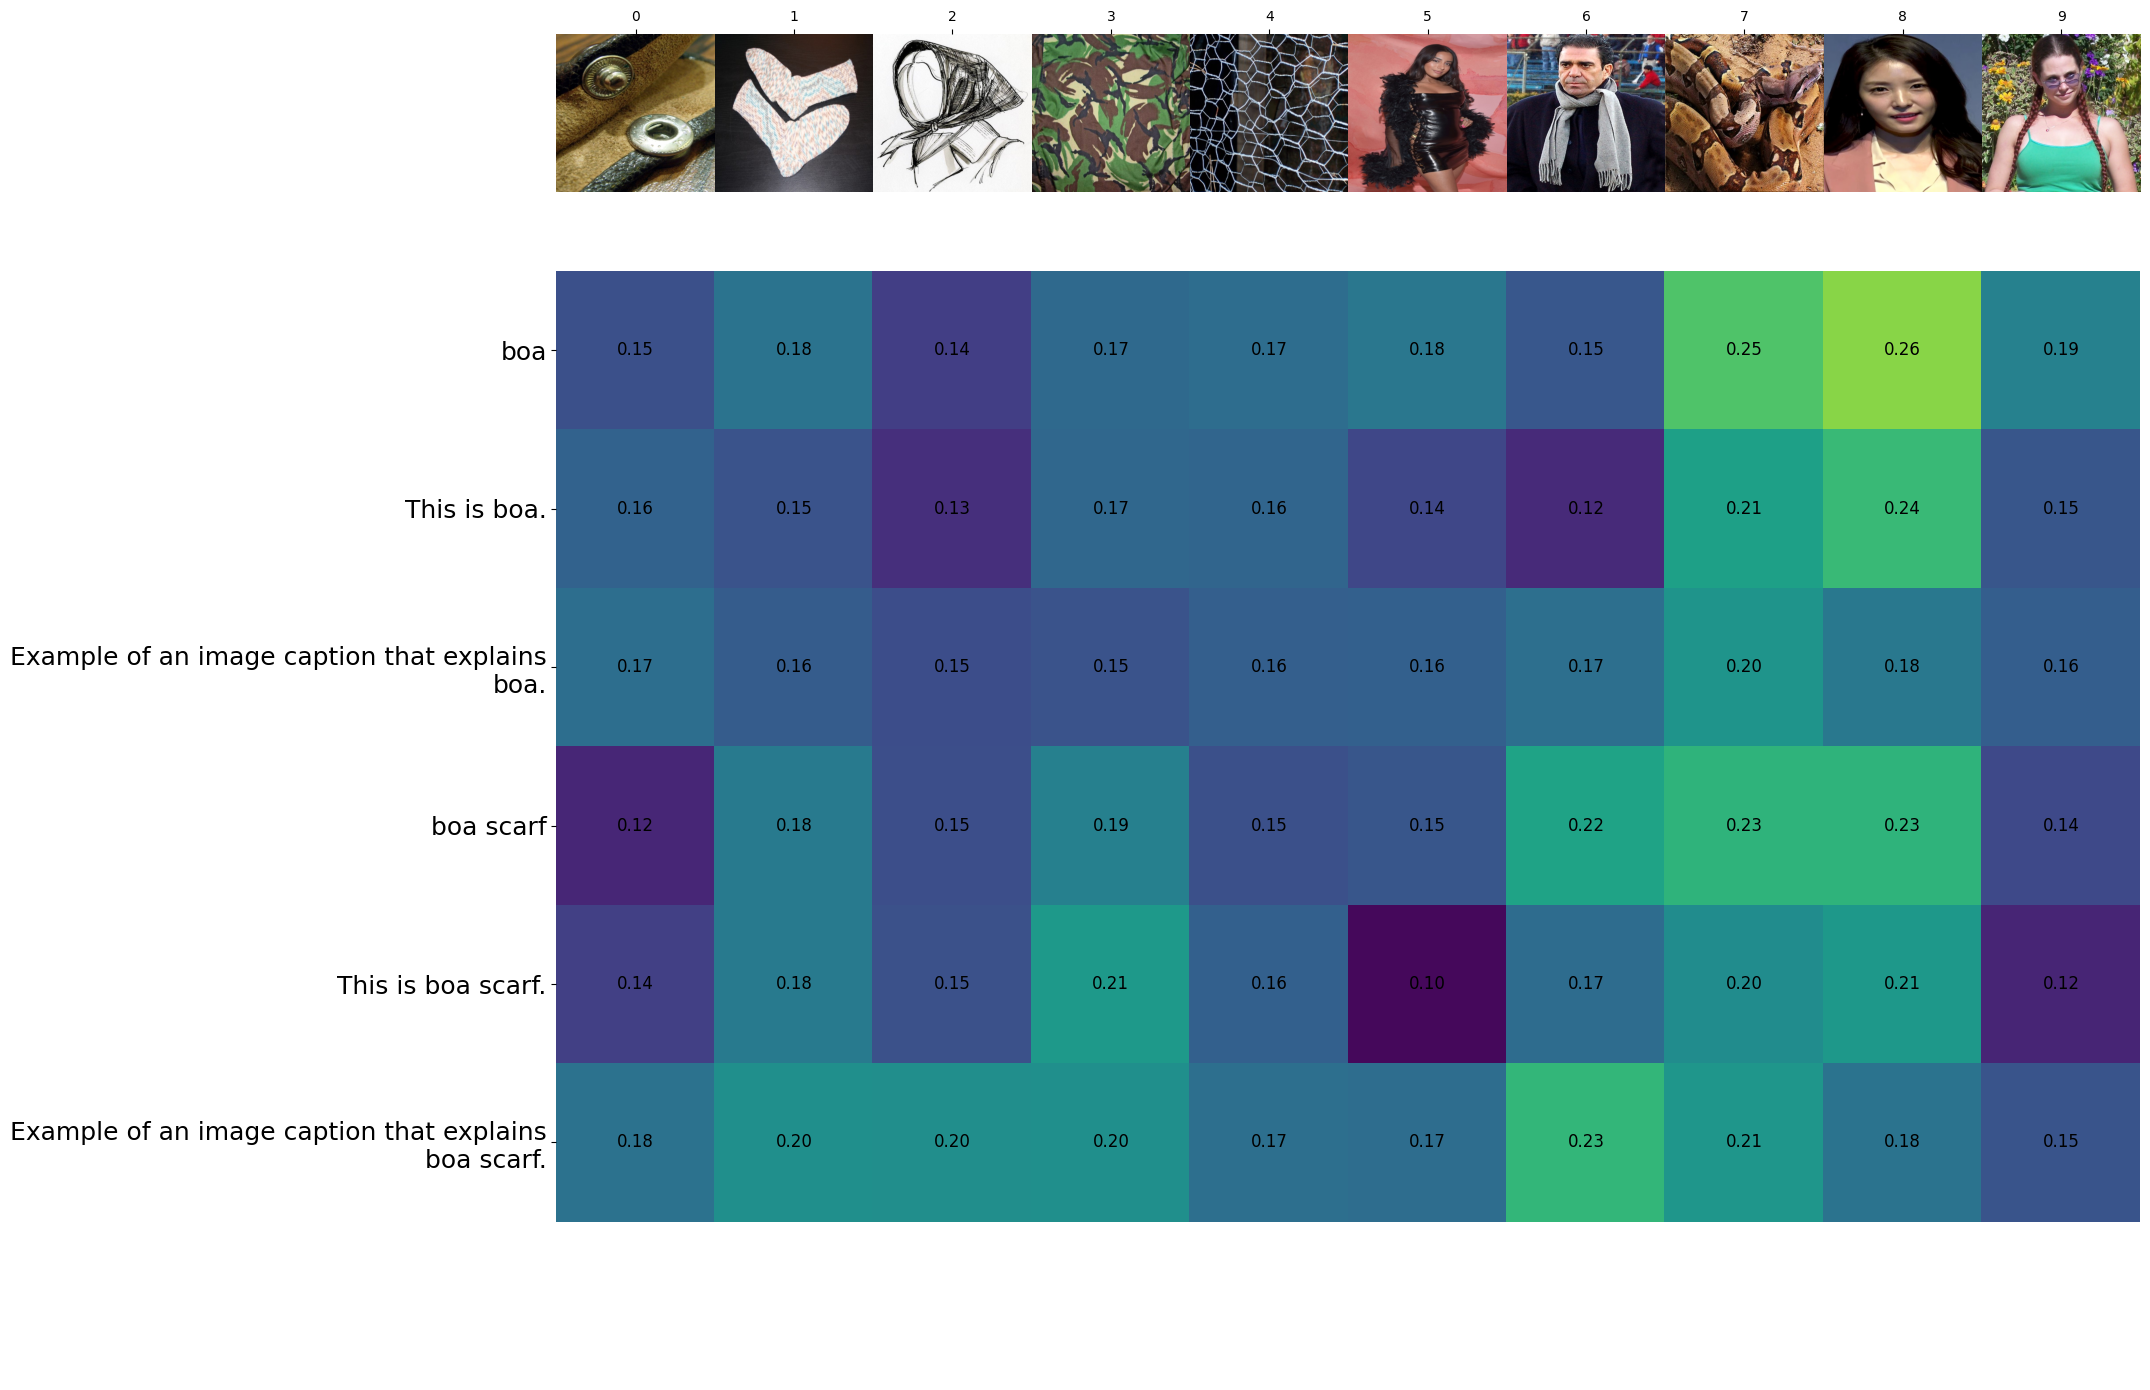 0 1 2 3 4 5 6 7 8 9
boa 0.15 0.18 0.14 0.17 0.17 0.18 0.15 0.25 0.26 0.19
This is boa. 0.16 0.15 0.13 0.17 0.16 0.14 0.12 0.21 0.24 0.15
Example of an image caption that explains
boa. 0.17 0.16 0.15 0.15 0.16 0.16 0.17 0.20 0.18 0.16
boa scarf 0.12 0.18 0.15 0.19 0.15 0.15 0.22 0.23 0.23 0.14
This is boa scarf. 0.14 0.18 0.15 0.21 0.16 0.10 0.17 0.20 0.21 0.12
Example of an image caption that explains
boa scarf. 0.18 0.20 0.20 0.20 0.17 0.17 0.23 0.21 0.18 0.15